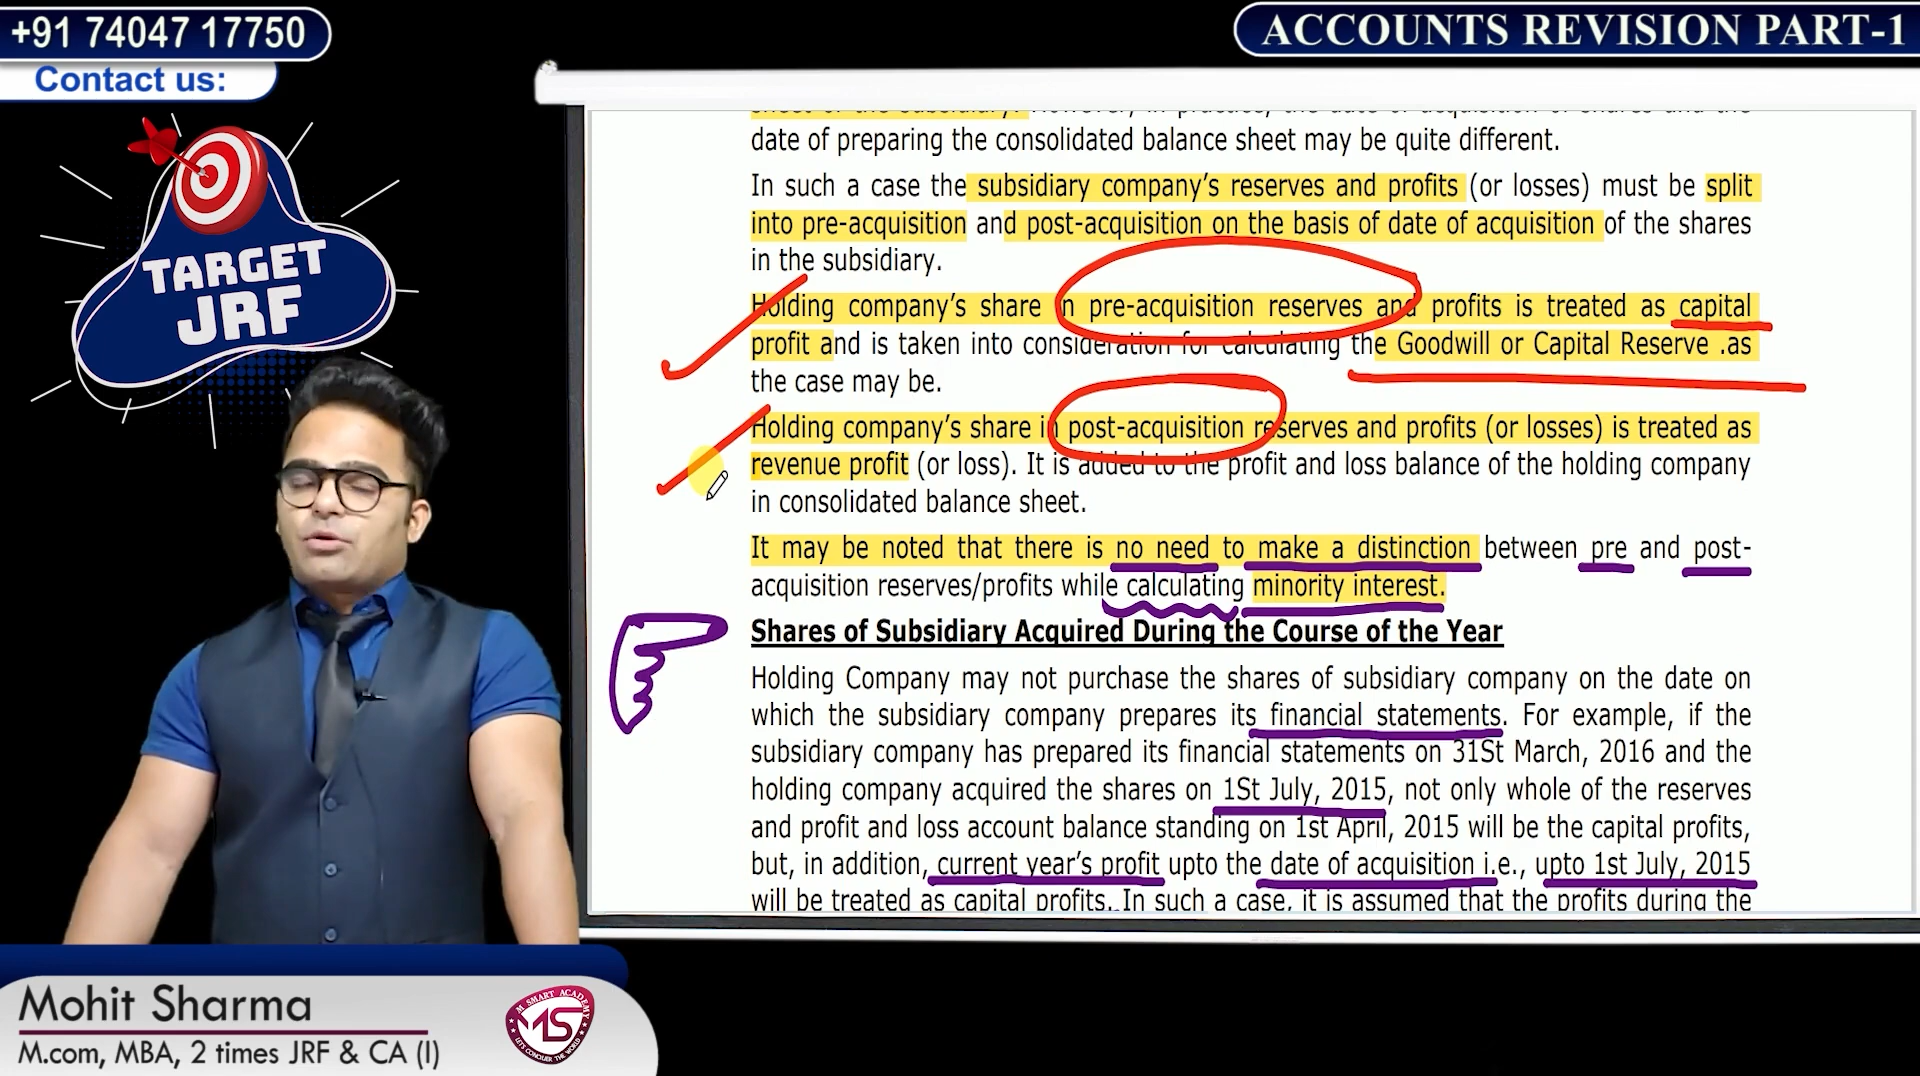 +91 74047 17750
Contact us:
ACCOUNTS REVISION PART-1
TARGET
JRF
date of preparing the consolidated balance sheet may be quite different.
In such a case the subsidiary company's reserves and profits (or losses) must be split
into pre-acquisition and post-acquisition on the basis of date of acquisition of the shares
in the subsidiary.
Holding company's share in pre-acquisition reserves and profits is treated as capital
profit and is taken into consideration for calculating the Goodwill or Capital Reserve .as
the case may be.
Holding company's share in post-acquisition reserves and profits (or losses) is treated as
revenue profit (or loss). It is added to the profit and loss balance of the holding company
in consolidated balance sheet.
It may be noted that there is no need to make a distinction between pre and post-
acquisition reserves/profits while calculating minority interest.
Shares of Subsidiary Acquired During the Course of the Year
Holding Company may not purchase the shares of subsidiary company on the date on
which the subsidiary company prepares its financial statements. For example, if the
subsidiary company has prepared its financial statements on 31St March, 2016 and the
holding company acquired the shares on 1St July, 2015, not only whole of the reserves
and profit and loss account balance standing on 1st April, 2015 will be the capital profits,
but, in addition, current year's profit upto the date of acquisition i.e., upto 1st July, 2015
will be treated as capital profits. In such a case, it is assumed that the profits during the
Mohit Sharma
M.com, MBA, 2 times JRF & CA (I)
M SMART ACADEMY
MS
LETS CONQUER THE WORLD